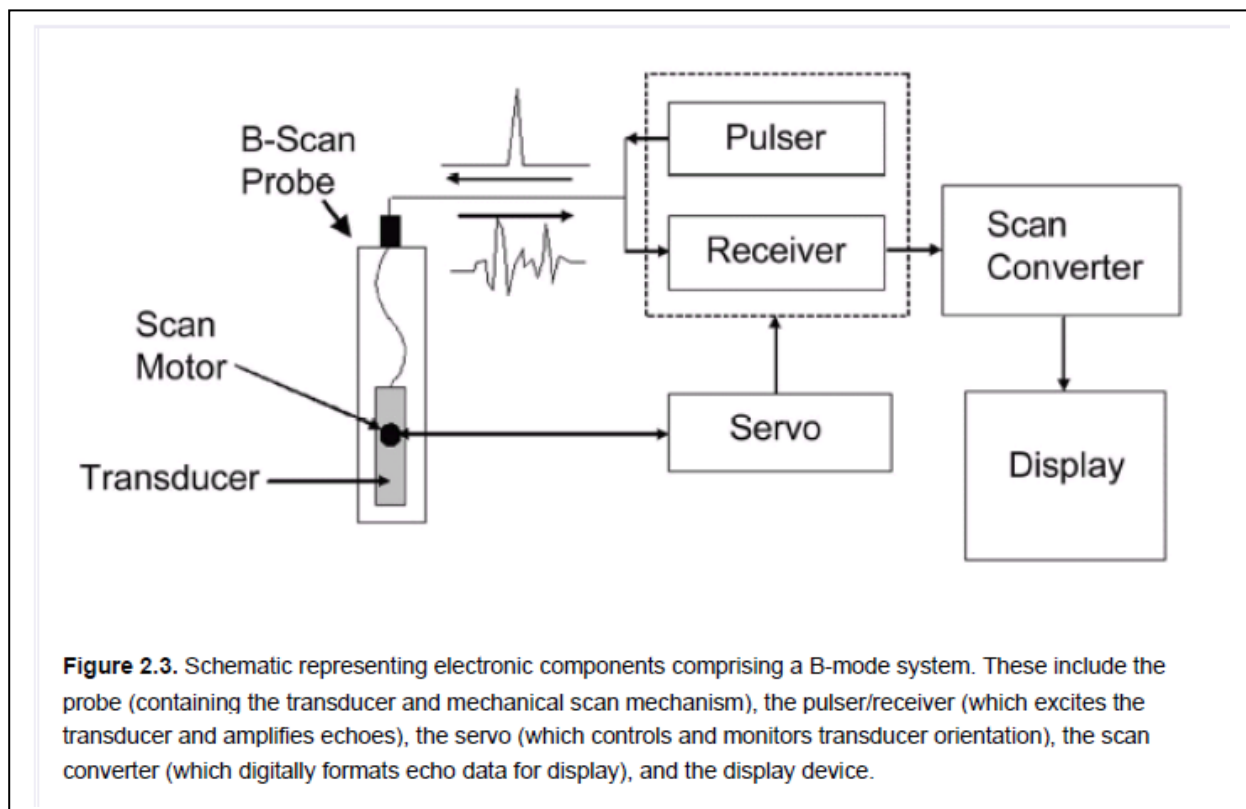 B-Scan
Probe
Pulser
Receiver
Scan
Converter
Scan
Motor
Servo
Display
Transducer
Figure 2.3. Schematic representing electronic components comprising a B-mode system. These include the
probe (containing the transducer and mechanical scan mechanism), the pulser/receiver (which excites the
transducer and amplifies echoes), the servo (which controls and monitors transducer orientation), the scan
converter (which digitally formats echo data for display), and the display device.